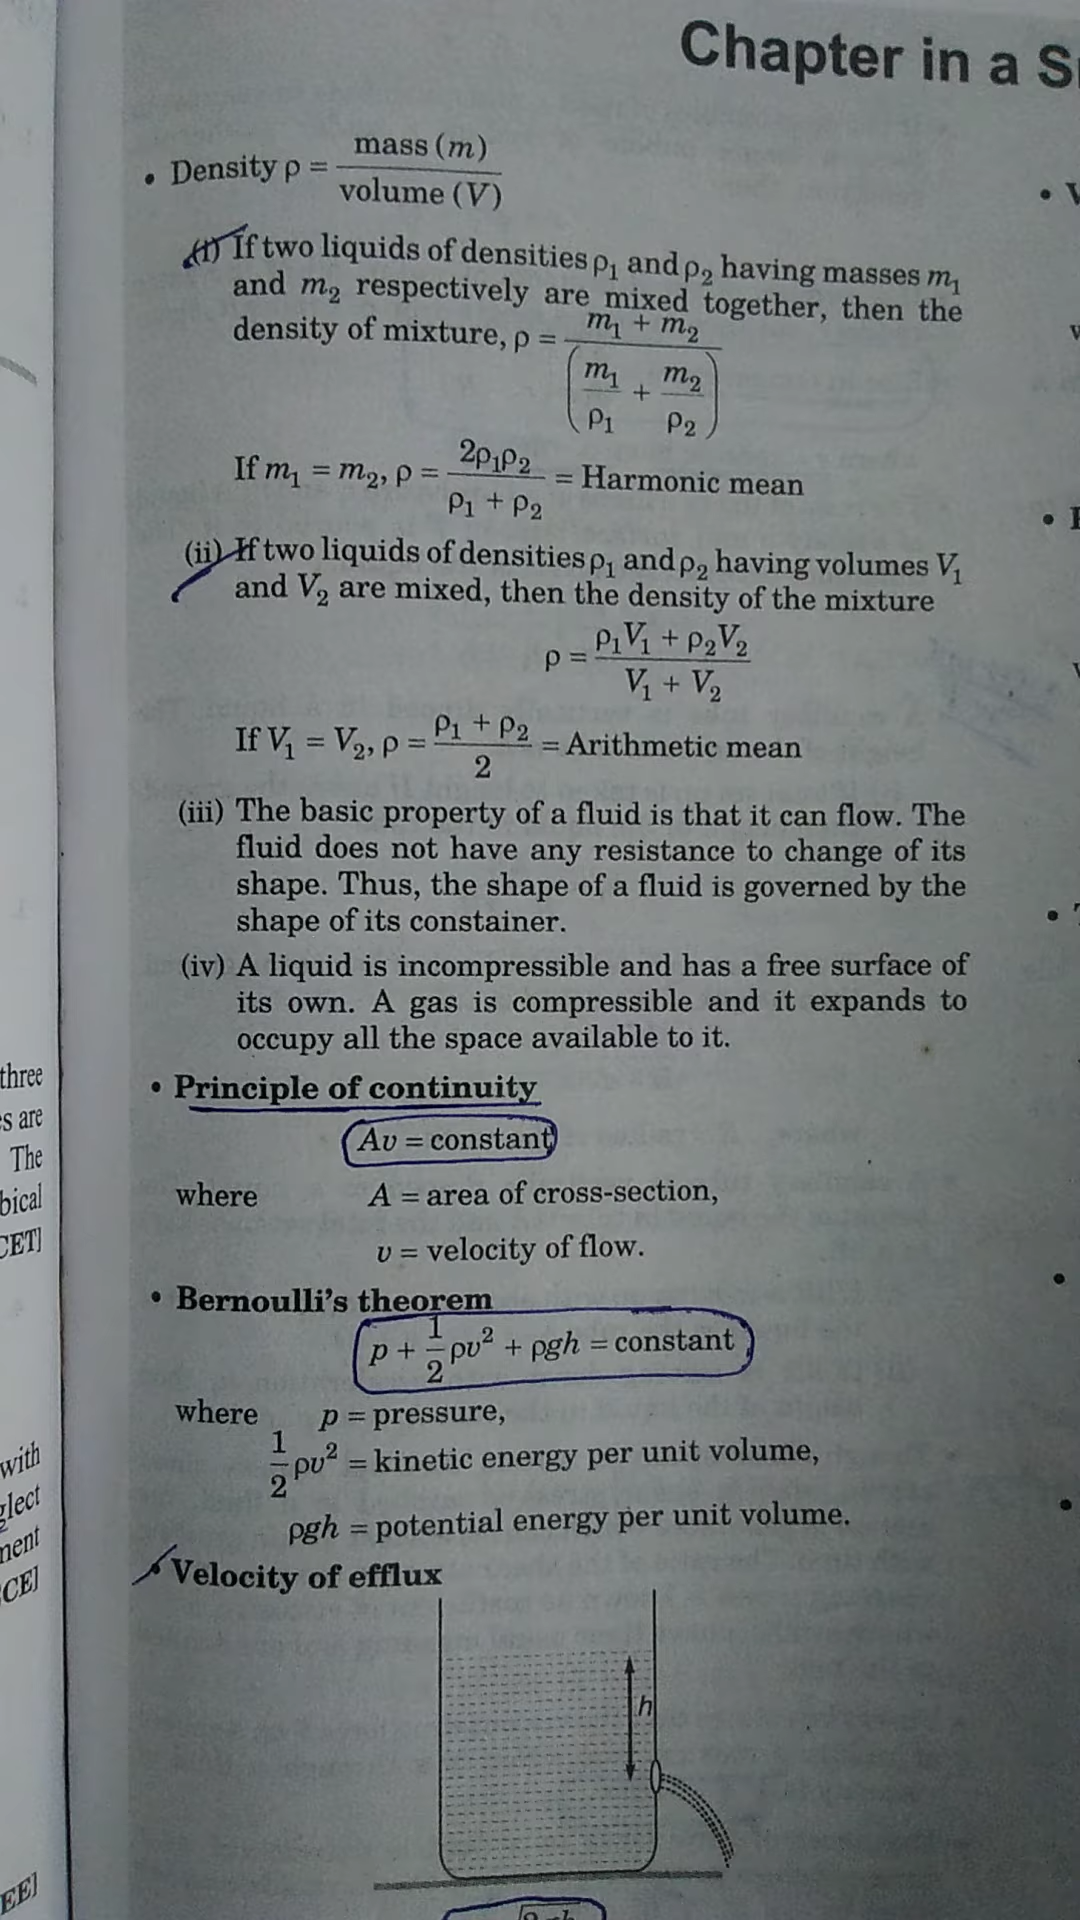 Chapter in a
• Density ρ = mass (m) / volume (V)
(i) If two liquids of densities ρ₁ and ρ₂ having masses m₁
and m₂ respectively are mixed together, then the
density of mixture, ρ = (m₁ + m₂) / (m₁/ρ₁ + m₂/ρ₂)
If m₁ = m₂, ρ = 2ρ₁ρ₂ / (ρ₁ + ρ₂) = Harmonic mean
(ii) If two liquids of densities ρ₁ and ρ₂ having volumes V₁
and V₂ are mixed, then the density of the mixture
ρ = (ρ₁V₁ + ρ₂V₂) / (V₁ + V₂)
If V₁ = V₂, ρ = (ρ₁ + ρ₂) / 2 = Arithmetic mean
(iii) The basic property of a fluid is that it can flow. The
fluid does not have any resistance to change of its
shape. Thus, the shape of a fluid is governed by the
shape of its constainer.
(iv) A liquid is incompressible and has a free surface of
its own. A gas is compressible and it expands to
occupy all the space available to it.
• Principle of continuity
Av = constant
where A = area of cross-section,
v = velocity of flow.
• Bernoulli's theorem
p + 1/2 ρv² + ρgh = constant
where p = pressure,
1/2 ρv² = kinetic energy per unit volume,
ρgh = potential energy per unit volume.
• Velocity of efflux
h
three
are
The
with